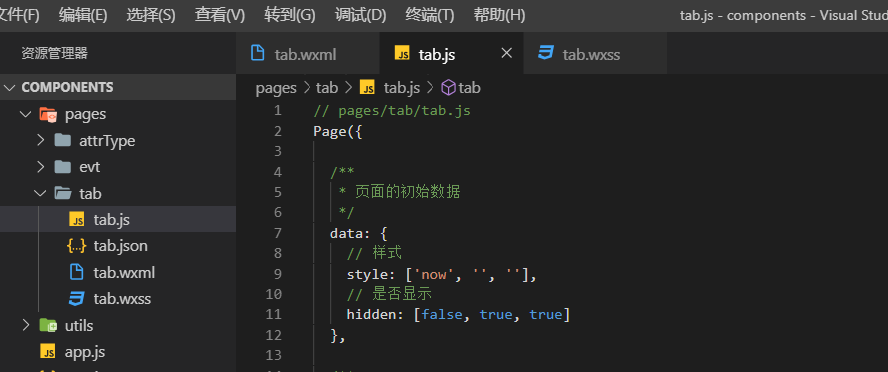 文件(F) 编辑(E) 选择(S) 查看(V) 转到(G) 调试(D) 终端(T) 帮助(H) tab.js - components - Visual Stud
资源管理器
tab.wxml
JS tab.js
tab.wxss
COMPONENTS
pages
attrType
evt
tab
JS tab.js
{..} tab.json
tab.wxml
tab.wxss
utils
JS app.js
pages > tab > JS tab.js > tab
1 // pages/tab/tab.js
2 Page({
3
4 /**
5 * 页面的初始数据
6 */
7 data: {
8 // 样式
9 style: ['now', '', ''],
10 // 是否显示
11 hidden: [false, true, true]
12 },
13